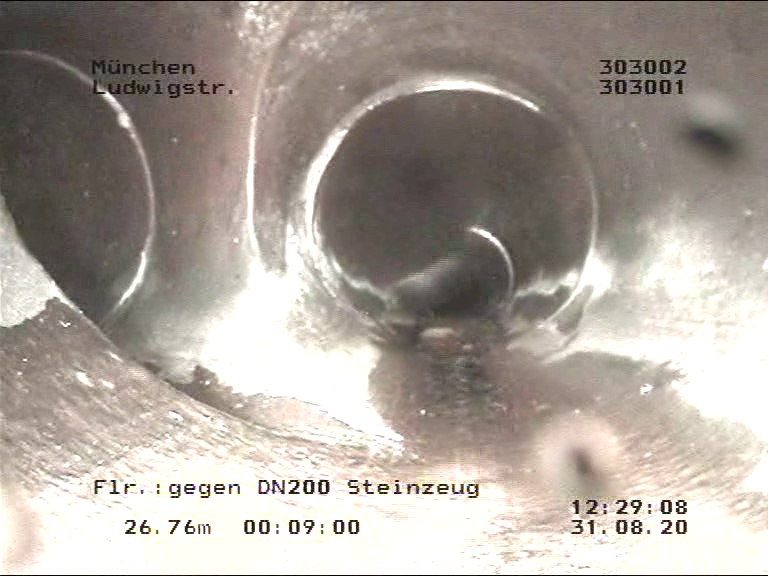 München
Ludwigstr.
303002
303001
Flr.:gegen DN200 Steinzeug
12:29:08
26.76m 00:09:00
31.08.20